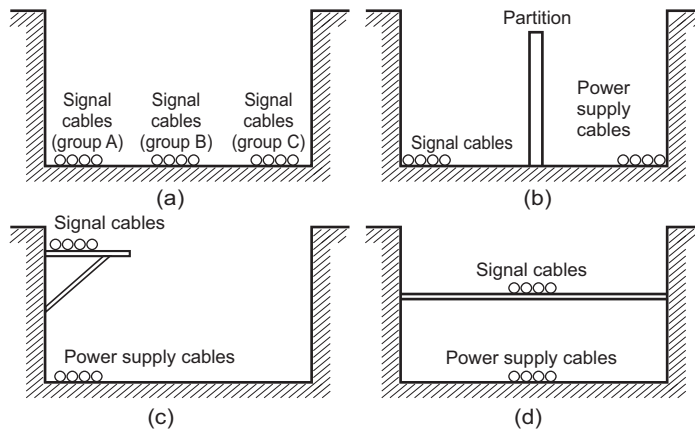 Signal
cables
(group A)
Signal
cables
(group B)
Signal
cables
(group C)
(a)
Partition
Signal cables
Power
supply
cables
(b)
Signal cables
Power supply cables
(c)
Signal cables
Power supply cables
(d)